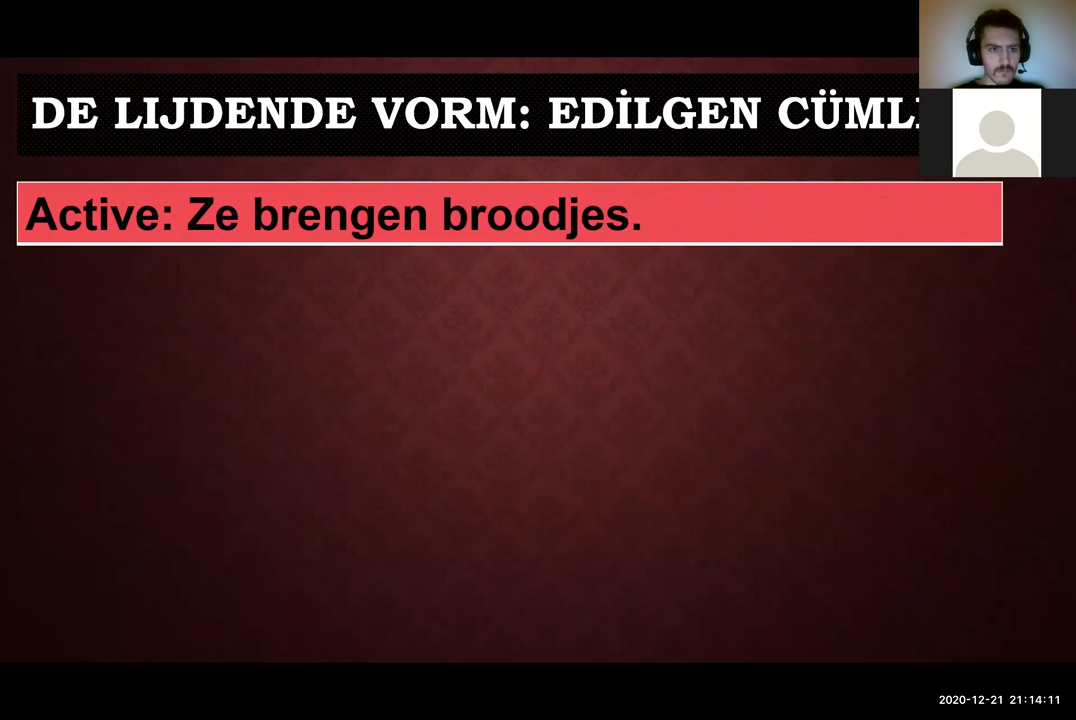 DE LIJDENDE VORM: EDİLGEN
Active: Ze brengen broodjes.
2020-12-21 21:14:11